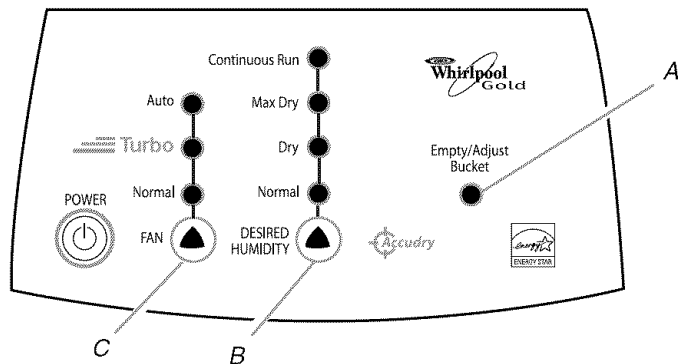 Continuous Run
Whirlpool
Gold
A
Auto
Max Dry
Turbo
Dry
Empty/Adjust
Bucket
Normal
Normal
POWER
FAN
DESIRED
HUMIDITY
Accudry
energy
ENERGY STAR
C
B